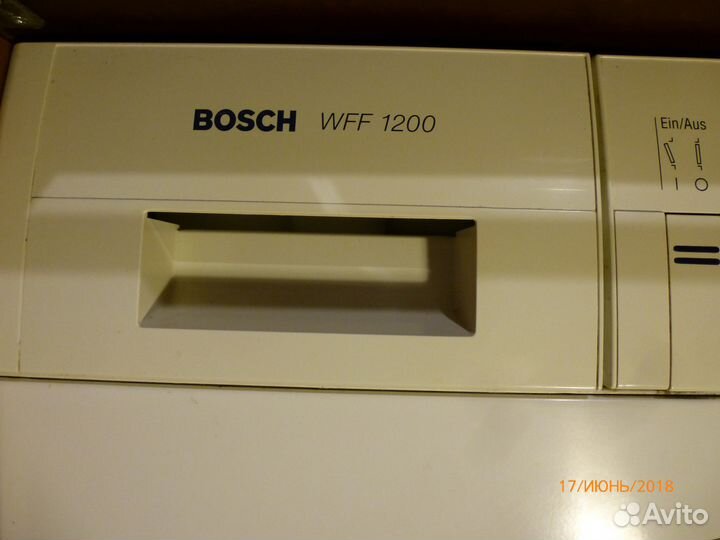 BOSCH WFF 1200
Ein/Aus
17/ИЮНЬ/2018
Avito